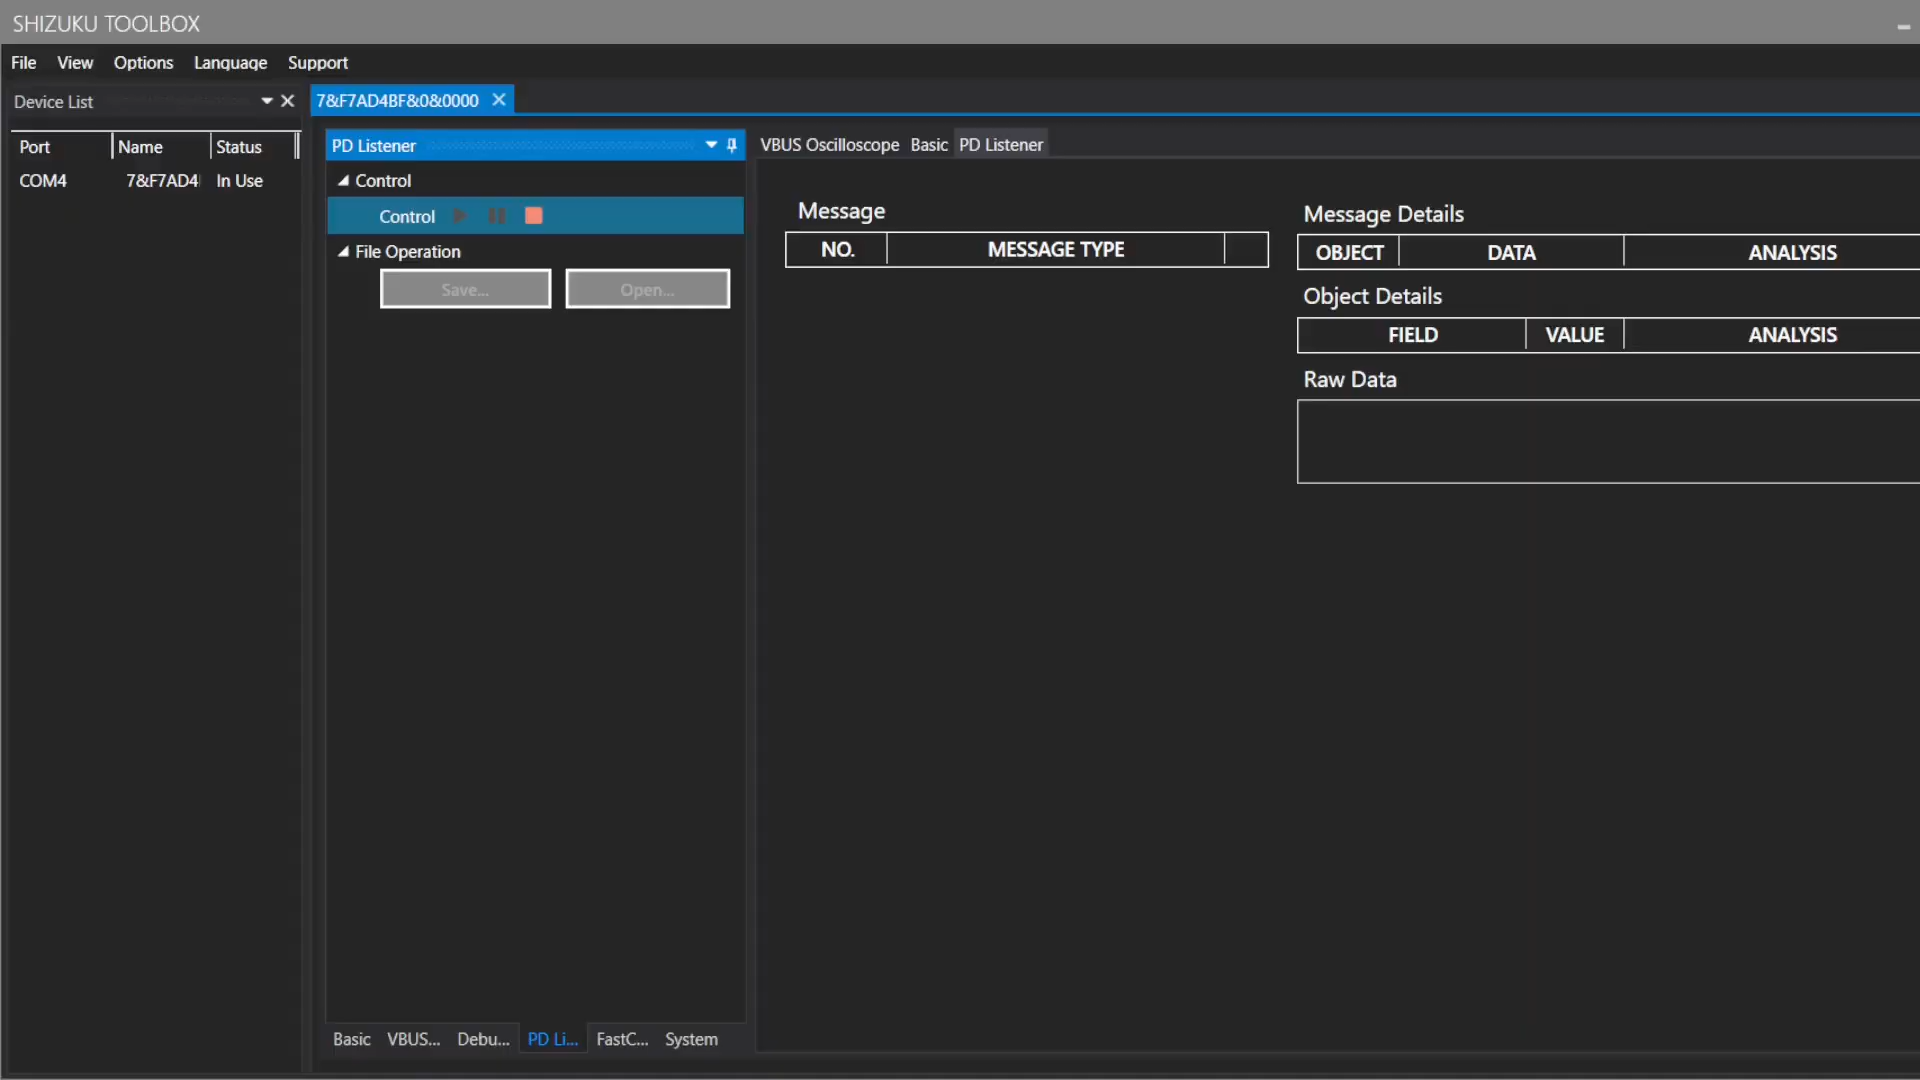 SHIZUKU TOOLBOX
File View Options Language Support
Device List
Port Name Status
COM4 7&F7AD4 In Use
7&F7AD4BF&0&0000
PD Listener
Control
Control
File Operation
Save... Open...
Basic VBUS... Debu... PD Li... FastC... System
VBUS Oscilloscope Basic PD Listener
Message
NO. MESSAGE TYPE
Message Details
OBJECT DATA ANALYSIS
Object Details
FIELD VALUE ANALYSIS
Raw Data